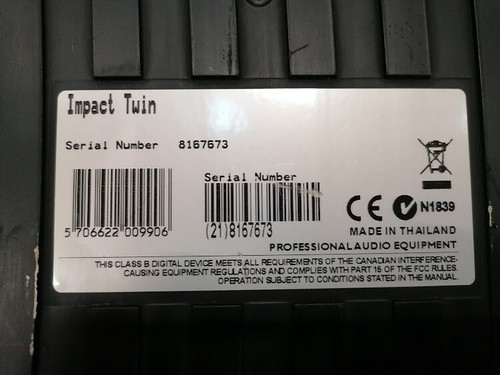 Impact Twin
Serial Number 8167673
Serial Number
5 706622 009906
(21)8167673
CE N1839
MADE IN THAILAND
PROFESSIONAL AUDIO EQUIPMENT
THIS CLASS B DIGITAL DEVICE MEETS ALL REQUIREMENTS OF THE CANADIAN INTERFERENCE-
CAUSING EQUIPMENT REGULATIONS AND COMPLIES WITH PART 15 OF THE FCC RULES.
OPERATION SUBJECT TO CONDITIONS STATED IN THE MANUAL.